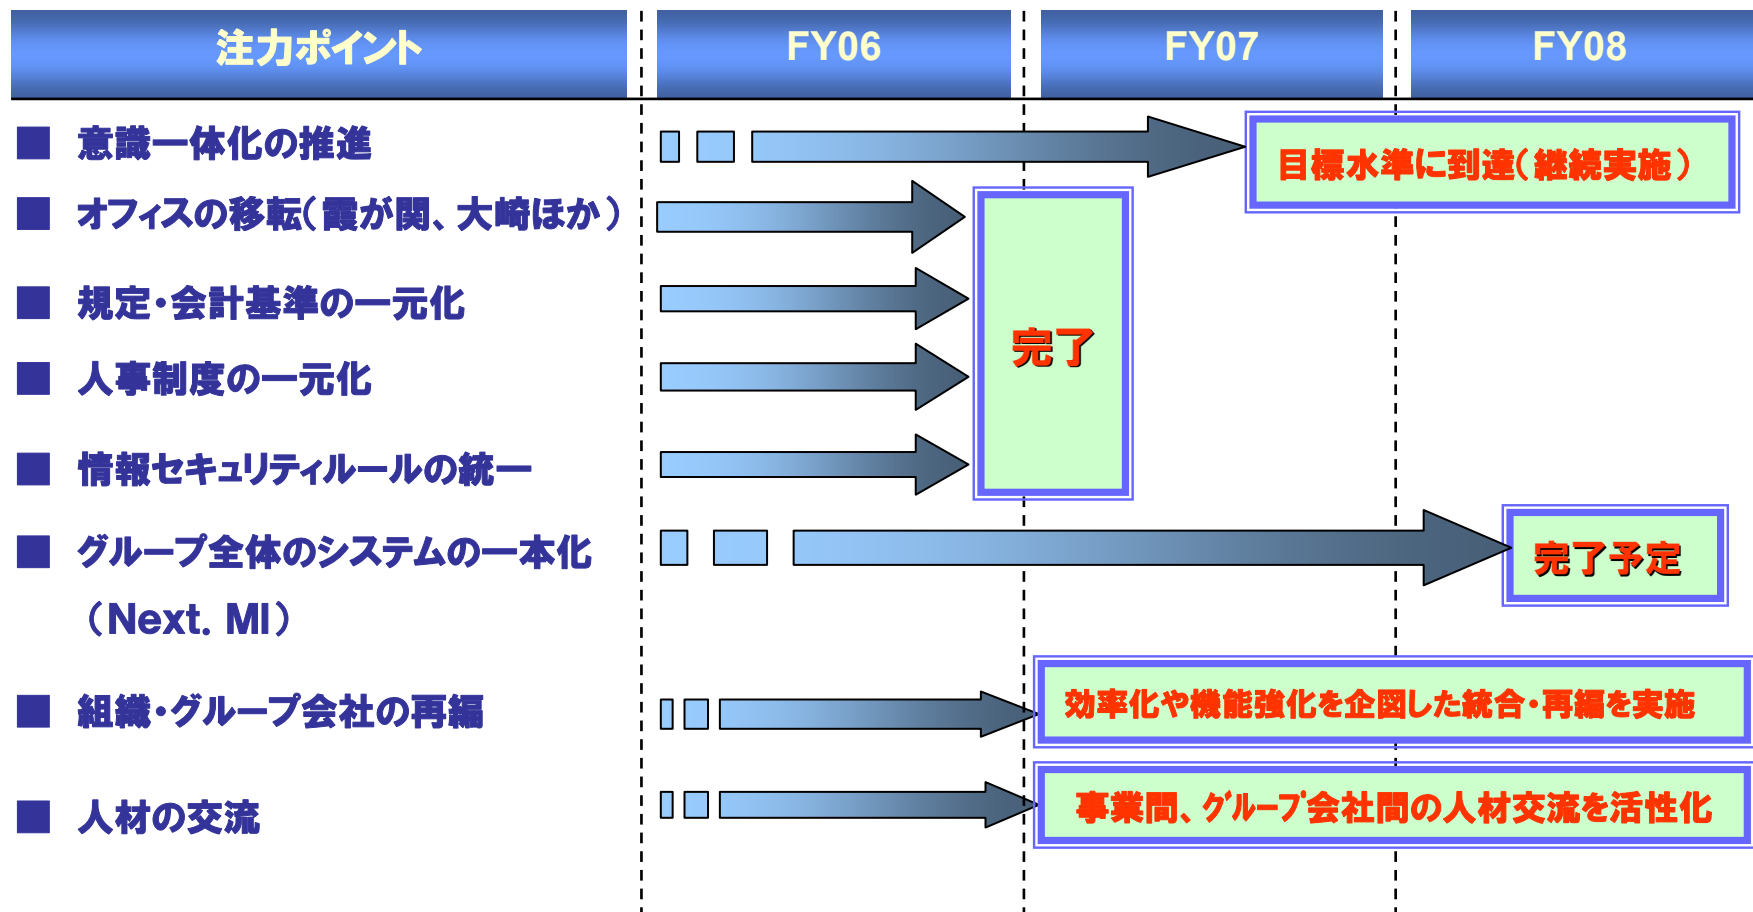 注力ポイント
FY06
FY07
FY08
■ 意識一体化の推進
目標水準に到達(継続実施)
■ オフィスの移転(霞が関、大崎ほか)
■ 規定・会計基準の一元化
完了
■ 人事制度の一元化
■ 情報セキュリティルールの統一
■ グループ全体のシステムの一本化
(Next. MI)
完了予定
■ 組織・グループ会社の再編
効率化や機能強化を企図した統合・再編を実施
■ 人材の交流
事業間、グループ会社間の人材交流を活性化